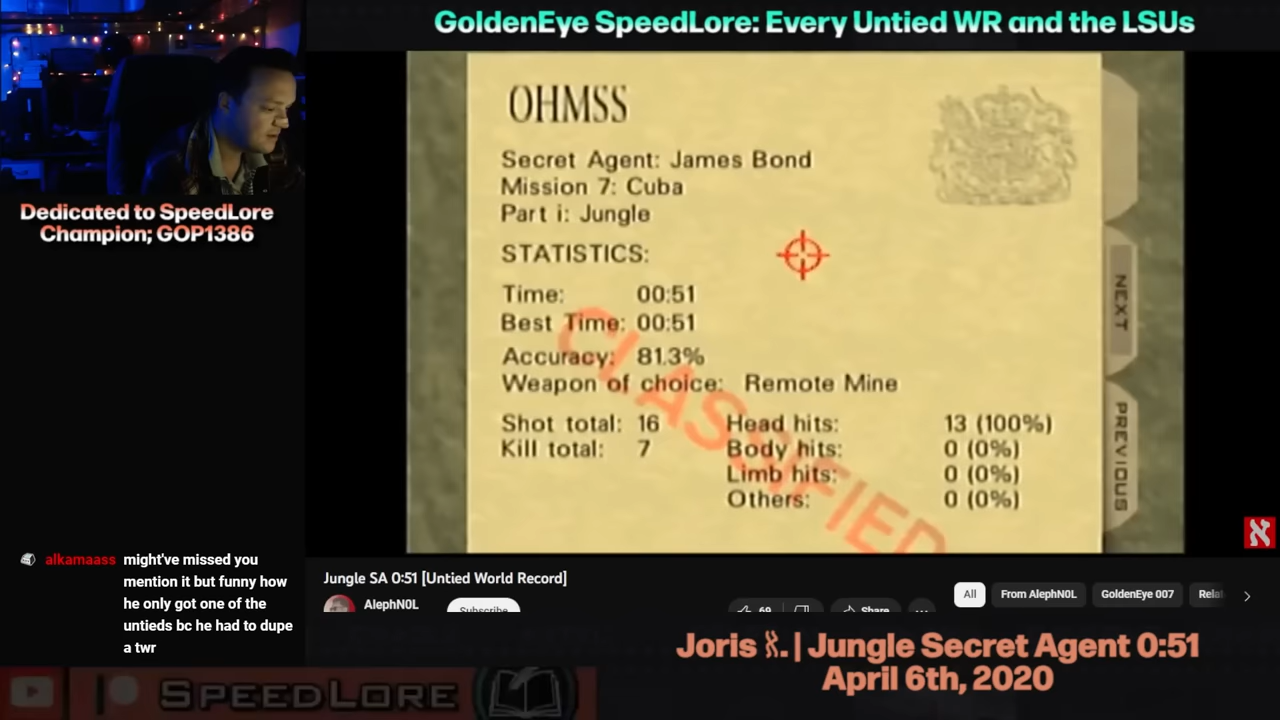 GoldenEye SpeedLore: Every Untied WR and the LSUs
OHMSS
Secret Agent: James Bond
Mission 7: Cuba
Part i: Jungle
STATISTICS:
Time: 00:51
Best Time: 00:51
Accuracy: 81.3%
Weapon of choice: Remote Mine
Shot total: 16
Kill total: 7
Head hits: 13 (100%)
Body hits: 0 (0%)
Limb hits: 0 (0%)
Others: 0 (0%)
CLASSIFIED
NEXT
PREVIOUS
Dedicated to SpeedLore
Champion; GOP1386
alkamaass might've missed you
mention it but funny how
he only got one of the
untieds bc he had to dupe
a twr
א
Jungle SA 0:51 [Untied World Record]
AlephN0L
Subscribe
69
Share
All
From AlephN0L
GoldenEye 007
Joris א. | Jungle Secret Agent 0:51
April 6th, 2020
SPEEDLORE